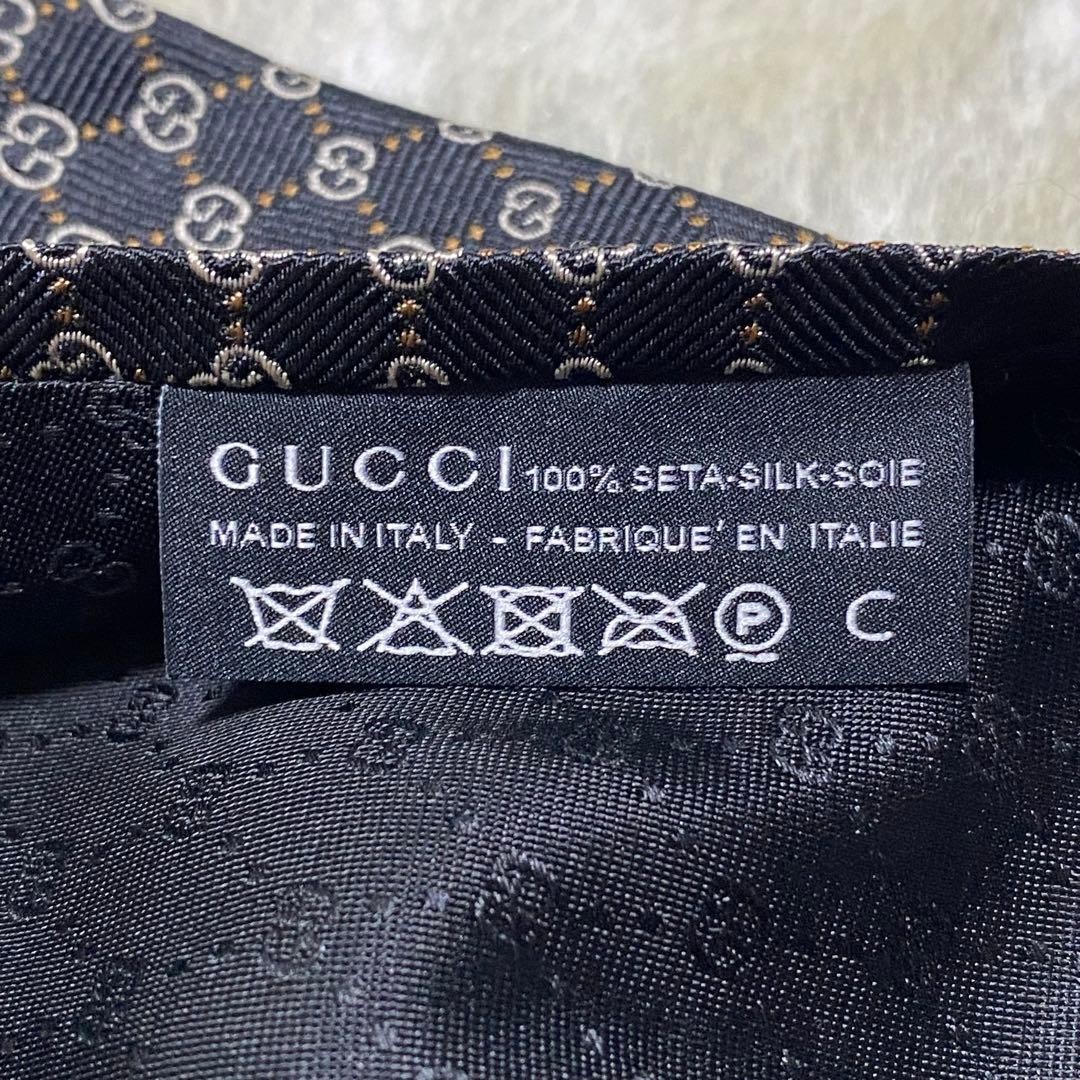 GUCCI 100% SETA-SILK-SOIE
MADE IN ITALY - FABRIQUE' EN ITALIE
P C